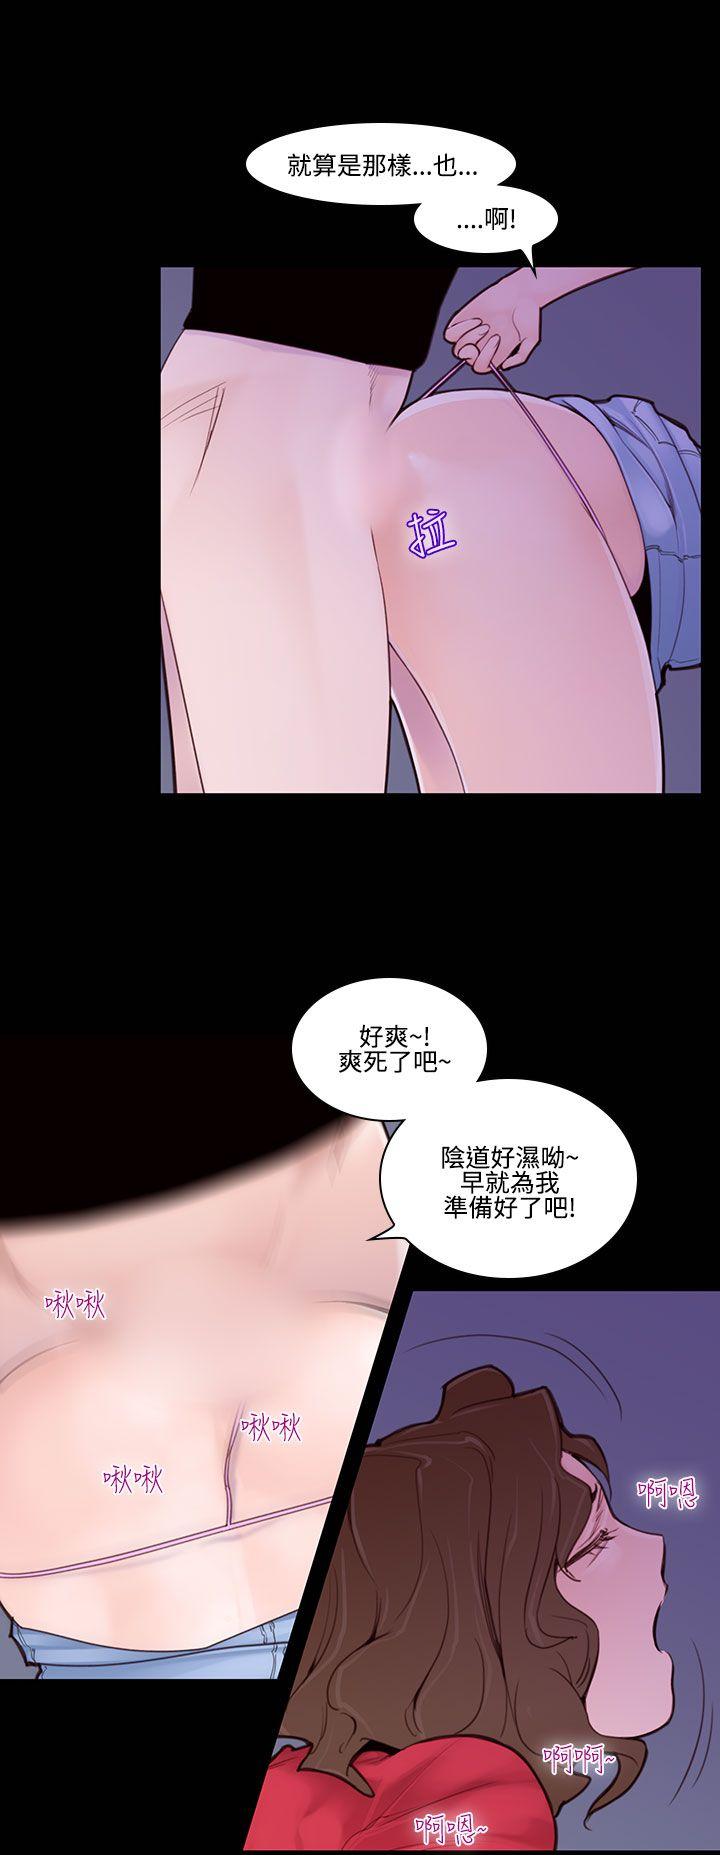 就算是那樣...也...
....啊!
拉
好爽~!
爽死了吧~
陰道好濕呦~
早就為我
準備好了吧!
啾啾
啾啾
啾啾
啊嗯
啊啊~
啊嗯~